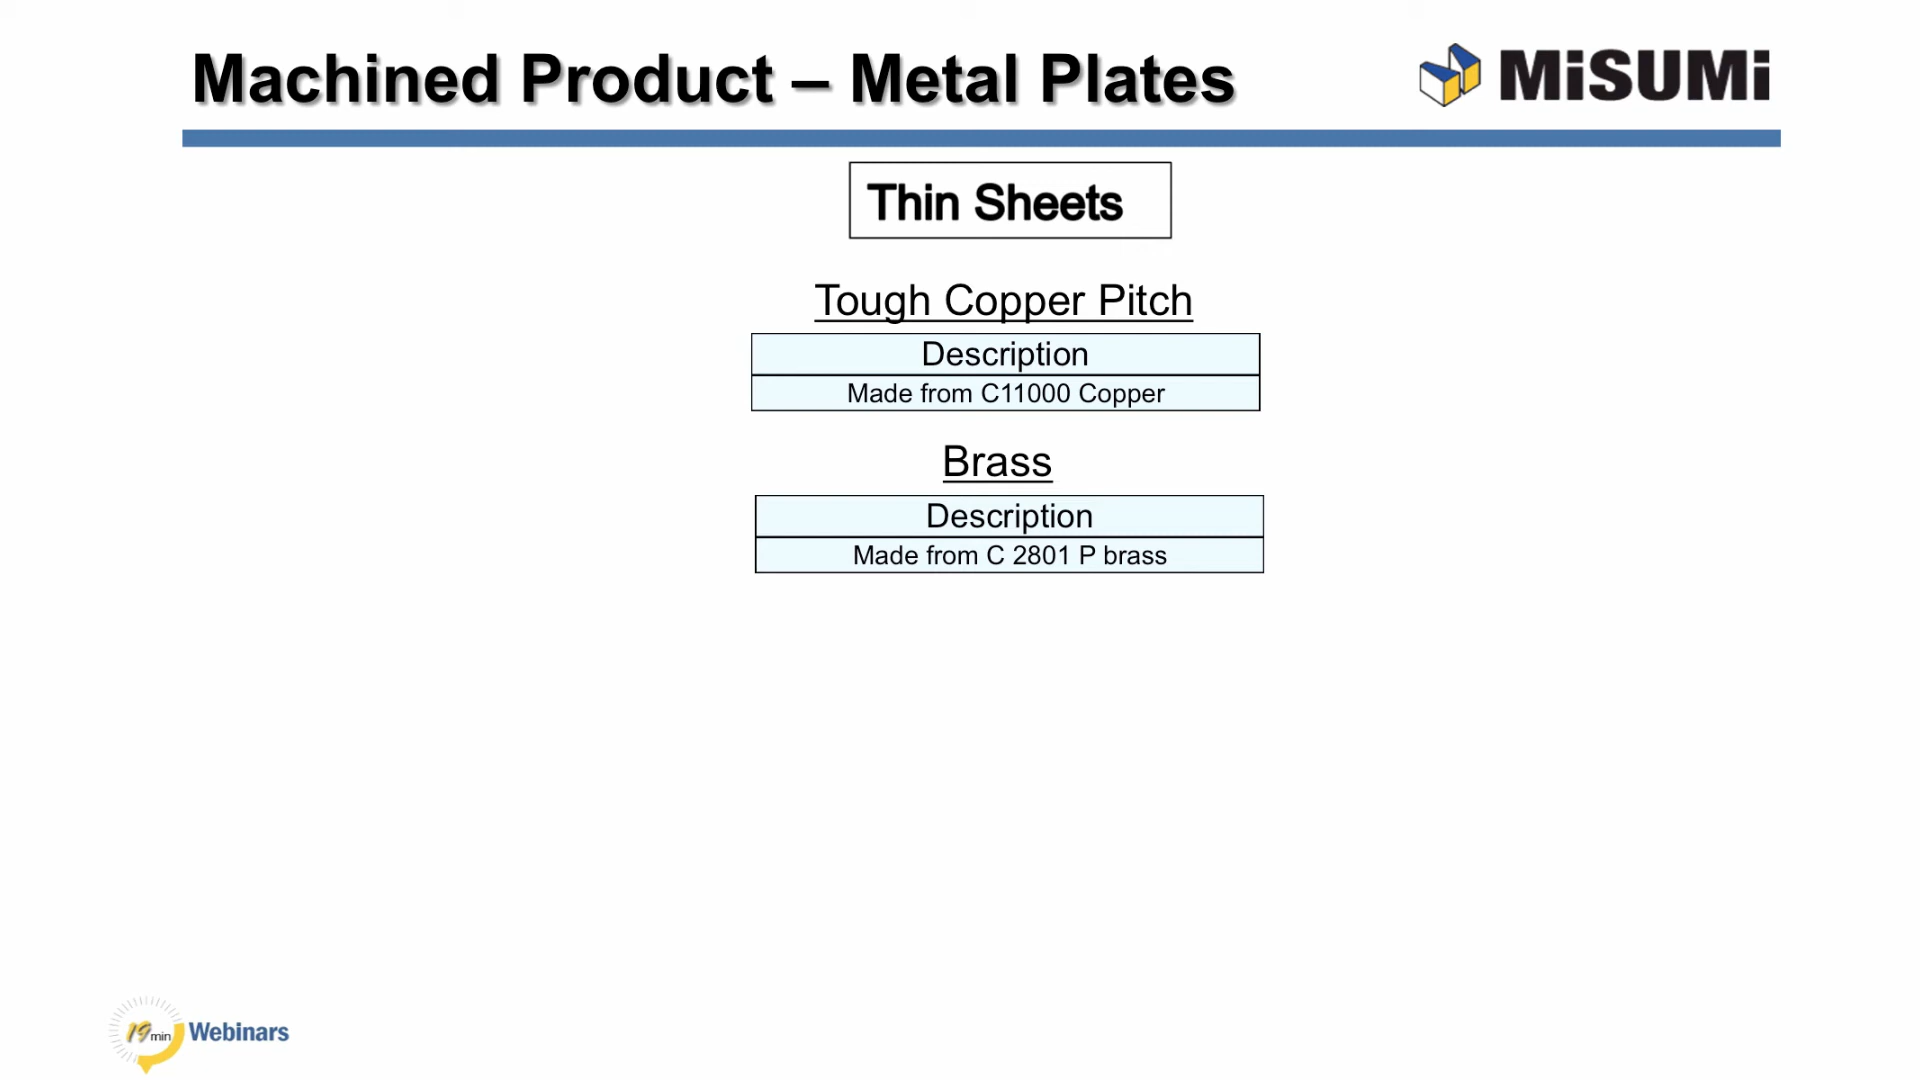 Machined Product – Metal Plates
MiSUMi
Thin Sheets
Tough Copper Pitch
Description
Made from C11000 Copper
Brass
Description
Made from C 2801 P brass
19 min Webinars